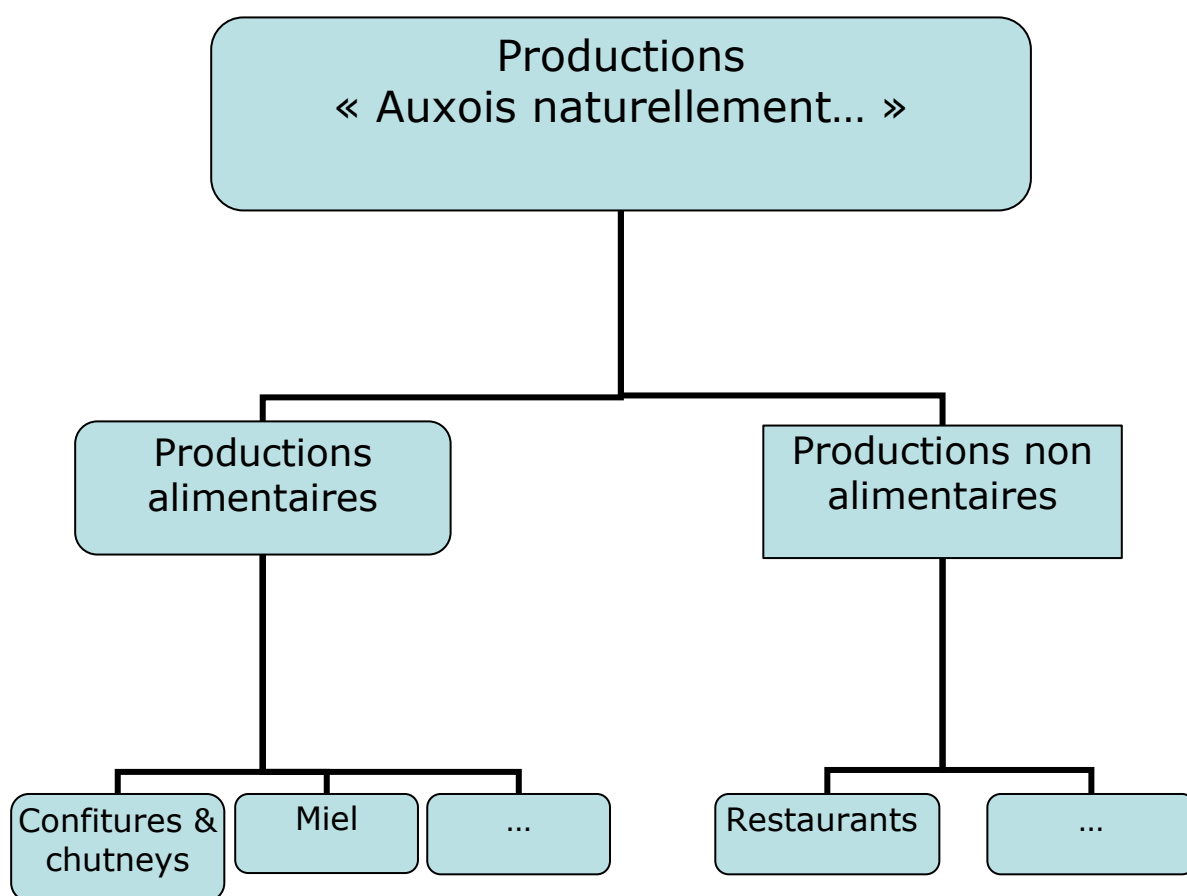 Productions
« Auxois naturellement… »
Productions
alimentaires
Productions non
alimentaires
Confitures &
chutneys
Miel
…
Restaurants
…